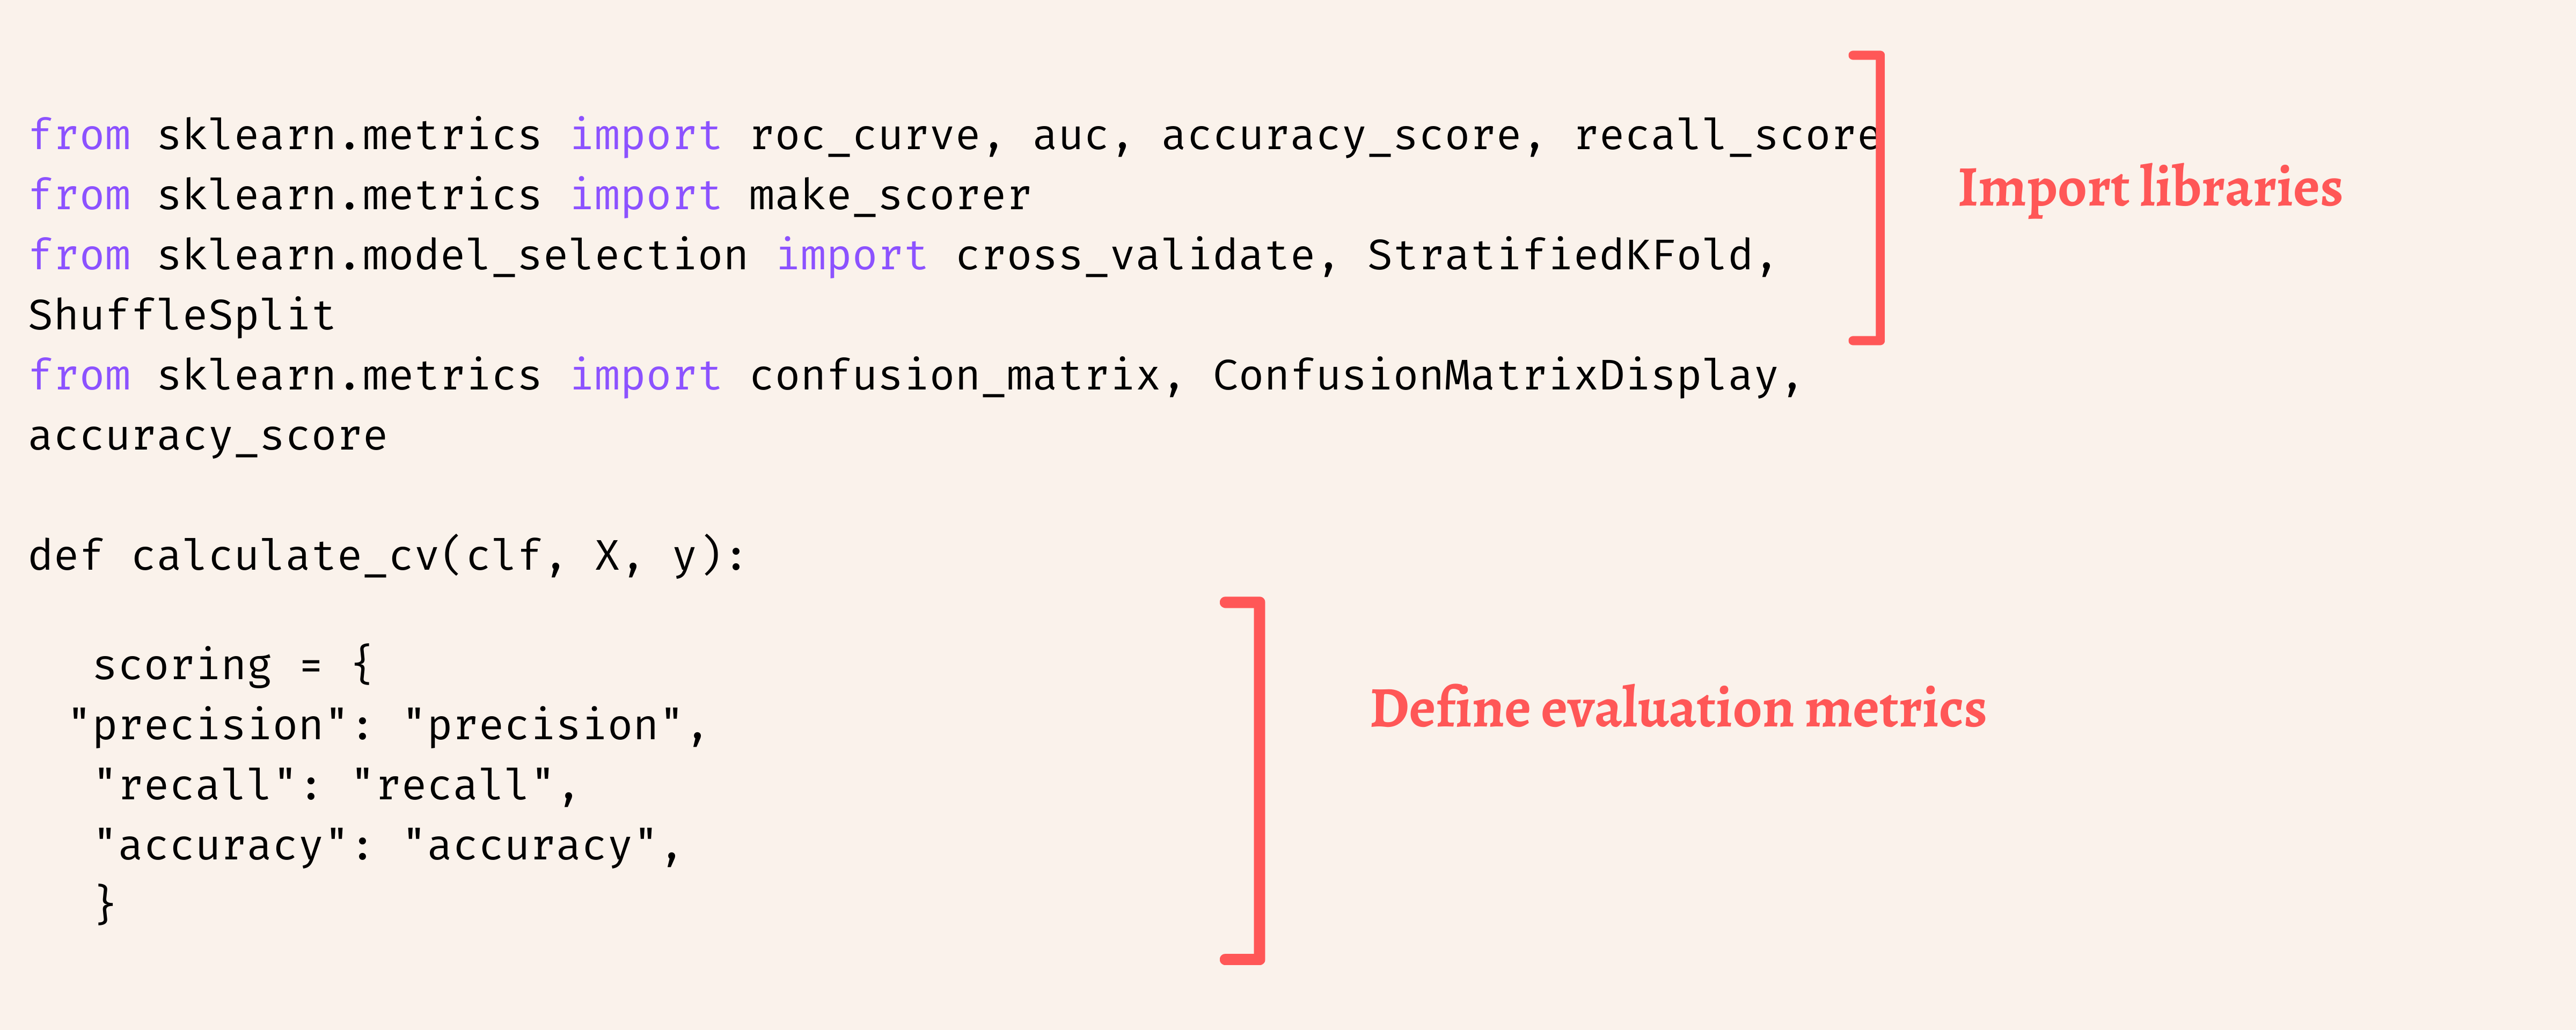 from sklearn.metrics import roc_curve, auc, accuracy_score, recall_score
from sklearn.metrics import make_scorer
from sklearn.model_selection import cross_validate, StratifiedKFold,
ShuffleSplit
from sklearn.metrics import confusion_matrix, ConfusionMatrixDisplay,
accuracy_score
Import libraries
def calculate_cv(clf, X, y):
scoring = {
"precision": "precision",
"recall": "recall",
"accuracy": "accuracy",
}
Define evaluation metrics